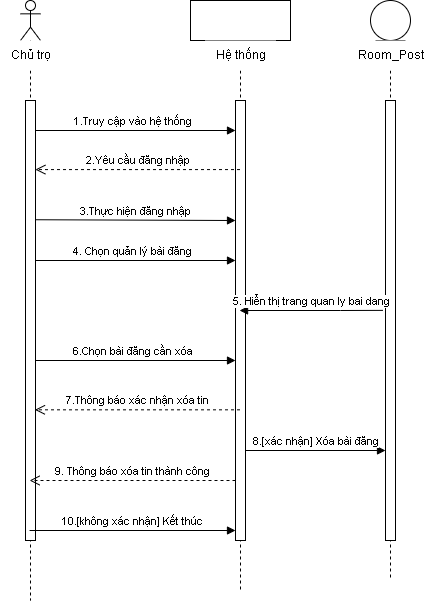 Chủ trọ
Hệ thống
Room_Post
1.Truy cập vào hệ thống
2.Yêu cầu đăng nhập
3.Thực hiện đăng nhập
4. Chọn quản lý bài đăng
5. Hiển thị trang quan ly bai dang
6.Chọn bài đăng cần xóa
7.Thông báo xác nhận xóa tin
8.[xác nhận] Xóa bài đăng
9. Thông báo xóa tin thành công
10.[không xác nhận] Kết thúc